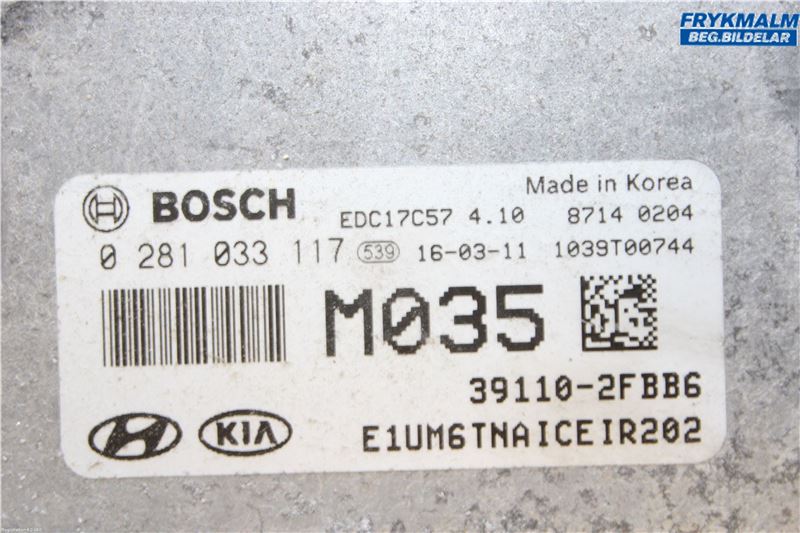 FRYKMALM
BEG.BILDELAR
Made in Korea
BOSCH
EDC17C57 4.10 8714 0204
0 281 033 117 539 16-03-11 1039T00744
M035
39110-2FBB6
KIA
E1UM6TNAICEIR202